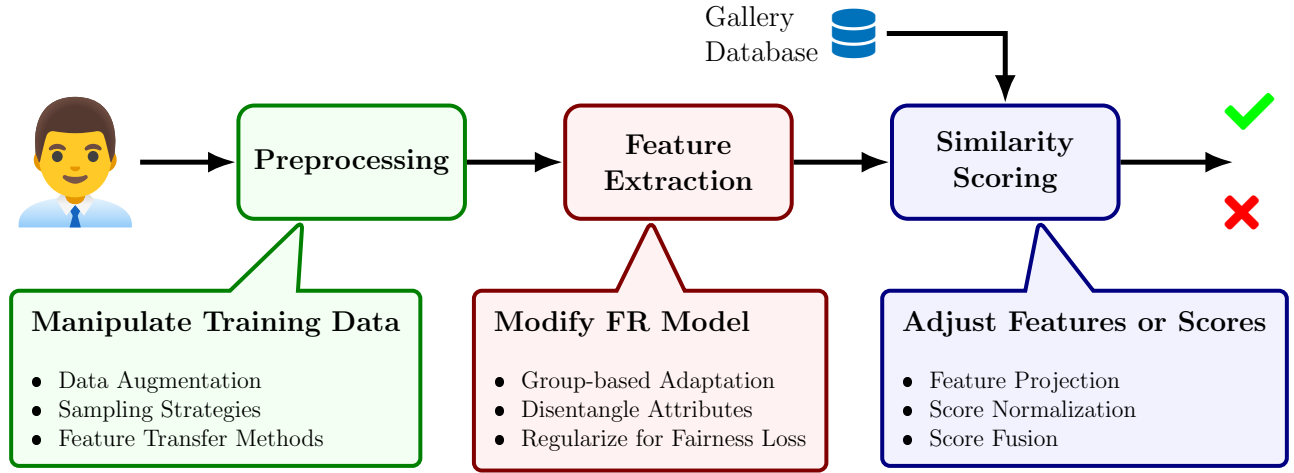 Gallery
Database
Preprocessing
Feature
Extraction
Similarity
Scoring
Manipulate Training Data
• Data Augmentation
• Sampling Strategies
• Feature Transfer Methods
Modify FR Model
• Group-based Adaptation
• Disentangle Attributes
• Regularize for Fairness Loss
Adjust Features or Scores
• Feature Projection
• Score Normalization
• Score Fusion